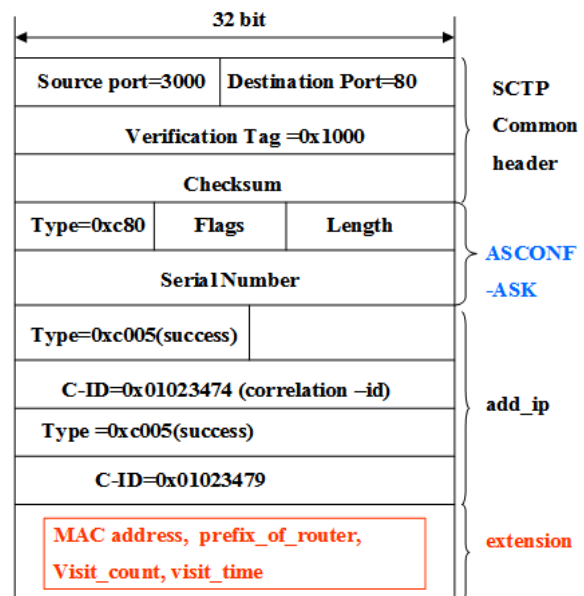 32 bit
Source port=3000 Destination Port=80
Verification Tag =0x1000
Checksum
SCTP
Common
header
Type=0xc80 Flags Length
Serial Number
ASCONF
-ASK
Type=0xc005(success)
C-ID=0x01023474 (correlation –id)
Type =0xc005(success)
C-ID=0x01023479
add_ip
MAC address, prefix_of_router,
Visit_count, visit_time
extension